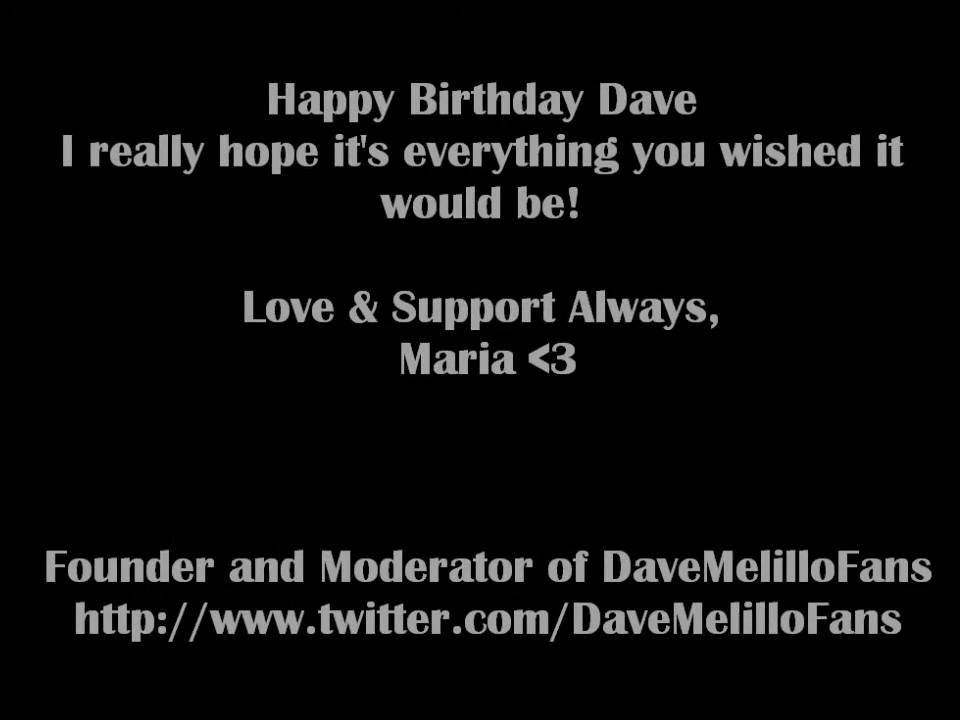 Happy Birthday Dave
I really hope it's everything you wished it
would be!
Love & Support Always,
Maria <3
Founder and Moderator of DaveMelilloFans
http://www.twitter.com/DaveMelilloFans